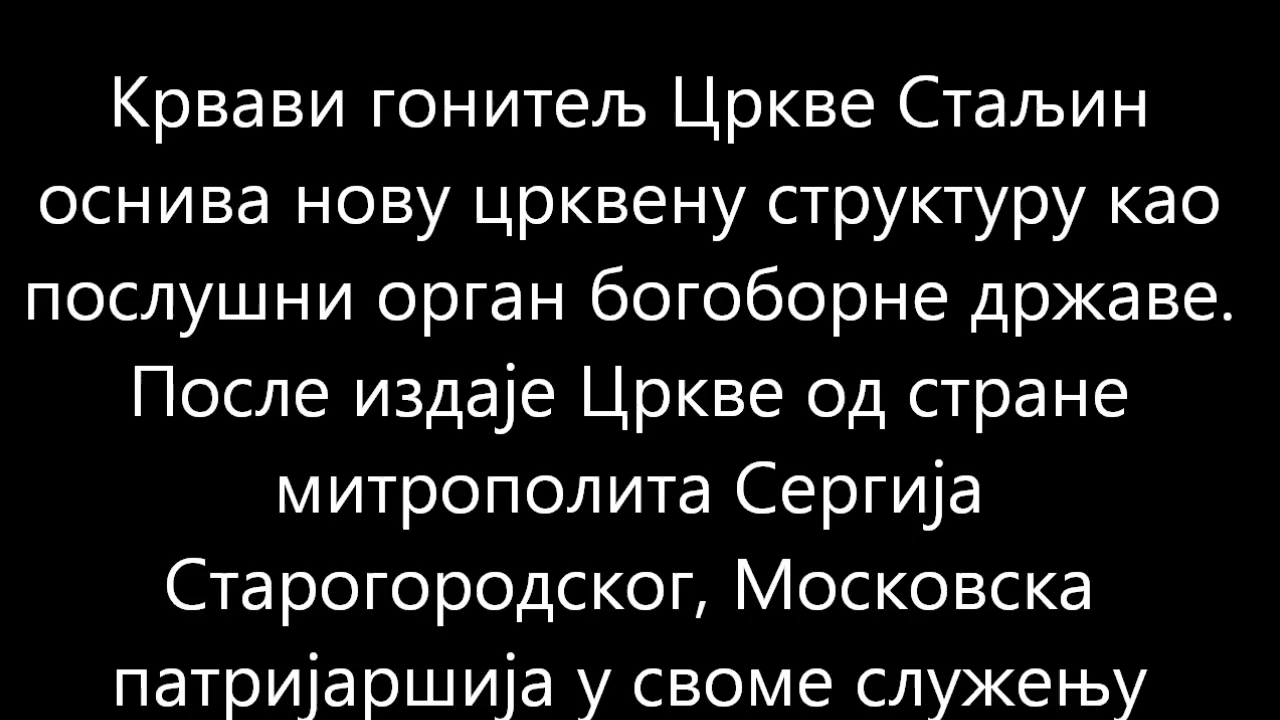 Крвави гонитељ Цркве Стаљин
оснива нову црквену структуру као
послушни орган богоборне државе.
После издаје Цркве од стране
митрополита Сергија
Старогородског, Московска
патријаршија у своме служењу